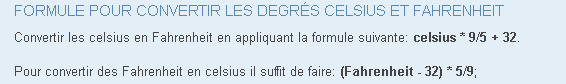 FORMULE POUR CONVERTIR LES DEGRÉS CELSIUS ET FAHRENHEIT
Convertir les celsius en Fahrenheit en appliquant la formule suivante: celsius * 9/5 + 32.
Pour convertir des Fahrenheit en celsius il suffit de faire: (Fahrenheit - 32) * 5/9;